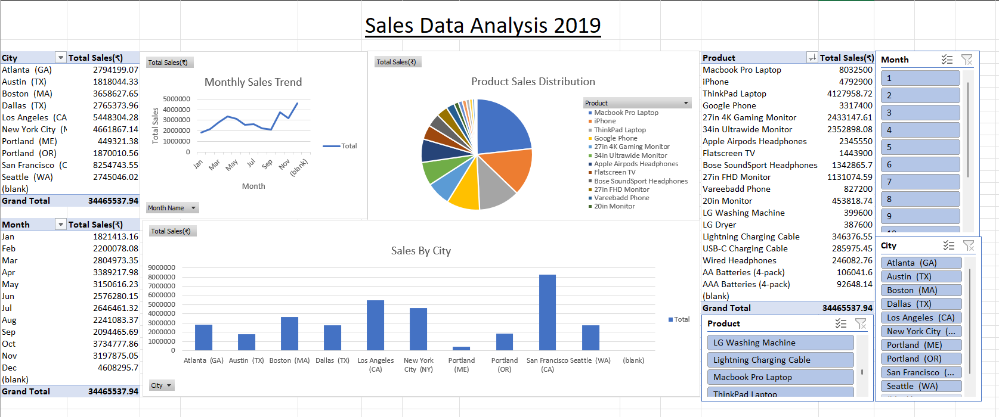 Sales Data Analysis 2019
City Total Sales(₹)
Atlanta (GA) 2794199.07
Austin (TX) 1818044.33
Boston (MA) 3658627.65
Dallas (TX) 2765373.96
Los Angeles (CA 5448304.28
New York City (N 4661867.14
Portland (ME) 449321.38
Portland (OR) 1870010.56
San Francisco (C 8254743.55
Seattle (WA) 2745046.02
(blank)
Grand Total 34465537.94
Month Total Sales(₹)
Jan 1821413.16
Feb 2200078.08
Mar 2804973.35
Apr 3389217.98
May 3150616.23
Jun 2576280.15
Jul 2646461.32
Aug 2241083.37
Sep 2094465.69
Oct 3734777.86
Nov 3197875.05
Dec 4608295.7
(blank)
Grand Total 34465537.94
Total Sales(₹)
Monthly Sales Trend
Total Sales
5000000
4000000
3000000
2000000
1000000
0
Jan Mar May Jul Sep Nov (blank)
Month
Total
Month Name
Total Sales(₹)
Product Sales Distribution
Product
Macbook Pro Laptop
iPhone
ThinkPad Laptop
Google Phone
27in 4K Gaming Monitor
34in Ultrawide Monitor
Apple Airpods Headphones
Flatscreen TV
Bose SoundSport Headphones
27in FHD Monitor
Vareebadd Phone
20in Monitor
Total Sales(₹)
Sales By City
9000000
8000000
7000000
6000000
5000000
4000000
3000000
2000000
1000000
0
Atlanta (GA) Austin (TX) Boston (MA) Dallas (TX) Los Angeles New York Portland Portland San Francisco Seattle (WA) (blank)
(CA) City (NY) (ME) (OR) (CA)
Total
City
Product Total Sales(₹)
Macbook Pro Laptop 8032500
iPhone 4792900
ThinkPad Laptop 4127958.72
Google Phone 3317400
27in 4K Gaming Monitor 2433147.61
34in Ultrawide Monitor 2352898.08
Apple Airpods Headphones 2345550
Flatscreen TV 1443900
Bose SoundSport Headphones 1342865.7
27in FHD Monitor 1131074.59
Vareebadd Phone 827200
20in Monitor 453818.74
LG Washing Machine 399600
LG Dryer 387600
Lightning Charging Cable 346376.55
USB-C Charging Cable 285975.45
Wired Headphones 246082.76
AA Batteries (4-pack) 106041.6
AAA Batteries (4-pack) 92648.14
(blank)
Grand Total 34465537.94
Product
LG Washing Machine
Lightning Charging Cable
Macbook Pro Laptop
ThinkPad Laptop
Month
1
2
3
4
5
6
7
8
9
10
City
Atlanta (GA)
Austin (TX)
Boston (MA)
Dallas (TX)
Los Angeles (CA)
New York City (...
Portland (ME)
Portland (OR)
San Francisco (...
Seattle (WA)